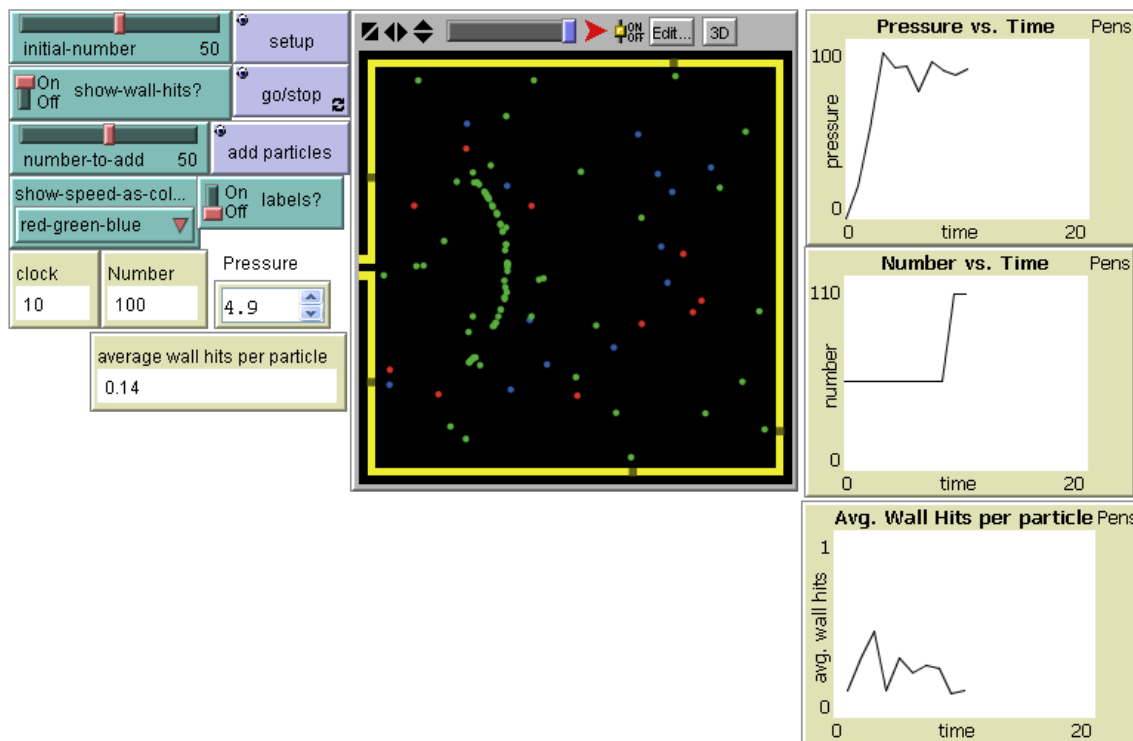 initial-number 50
setup
On
Off
show-wall-hits?
go/stop
number-to-add 50
add particles
show-speed-as-col...
red-green-blue
On
Off
labels?
clock
10
Number
100
Pressure
4.9
average wall hits per particle
0.14
ON
OFF
Edit...
3D
Pressure vs. Time
Pens
100
pressure
0
0
time
20
Number vs. Time
Pens
110
number
0
0
time
20
Avg. Wall Hits per particle
Pens
1
avg. wall hits
0
0
time
20